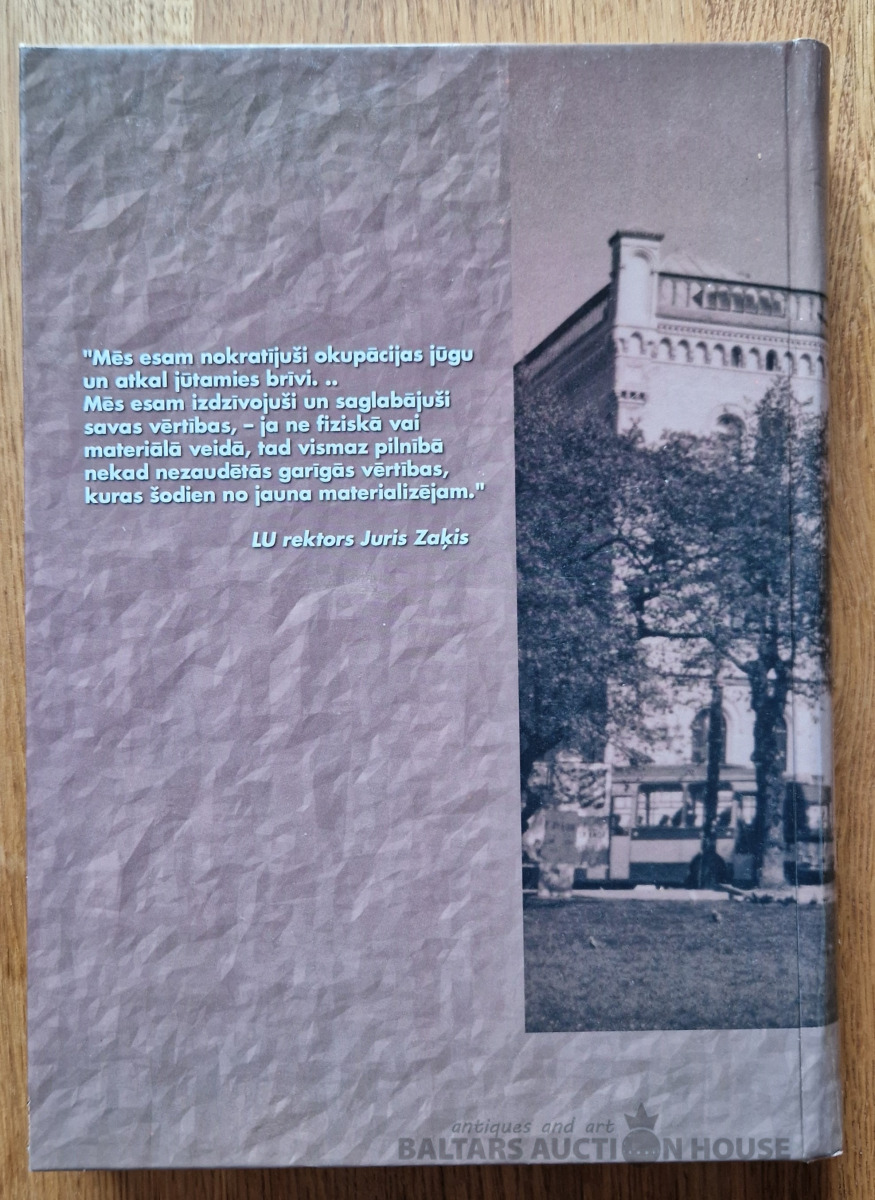 "Mēs esam nokratījuši okupācijas jūgu
un atkal jūtamies brīvi. ..
Mēs esam izdzīvojuši un saglabājuši
savas vērtības, – ja ne fiziskā vai
materiālā veidā, tad vismaz pilnībā
nekad nezaudētās garīgās vērtības,
kuras šodien no jauna materializējam."
LU rektors Juris Zaķis
antiques and art
BALTARS AUCTION HOUSE